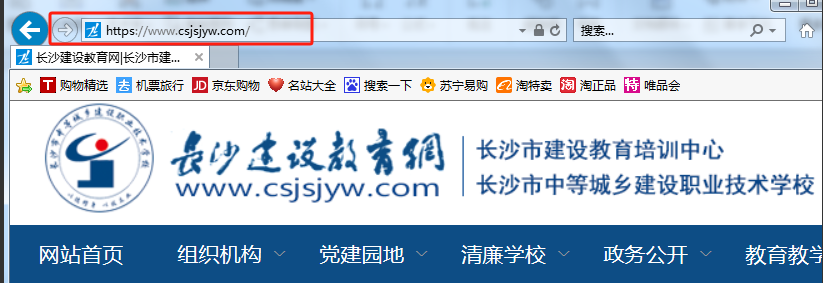 https://www.csjsjyw.com/
搜索...
长沙建设教育网|长沙市建...
购物精选 机票旅行 JD 京东购物 名站大全 搜索一下 苏宁易购 淘特卖 淘 淘正品 特 唯品会
长沙建设教育網
www.csjsjyw.com
长沙市建设教育培训中心
长沙市中等城乡建设职业技术学校
网站首页 组织机构 党建园地 清廉学校 政务公开 教育教学